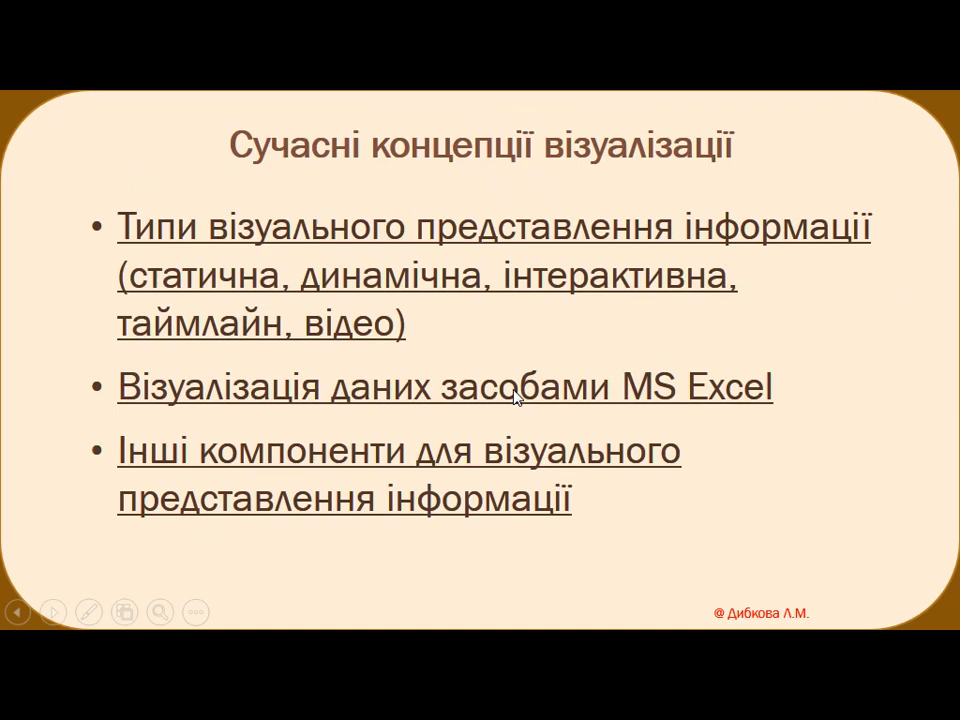 Сучасні концепції візуалізації
• Типи візуального представлення інформації
(статична, динамічна, інтерактивна,
таймлайн, відео)
• Візуалізація даних засобами MS Excel
• Інші компоненти для візуального
представлення інформації
@ Дибкова Л.М.